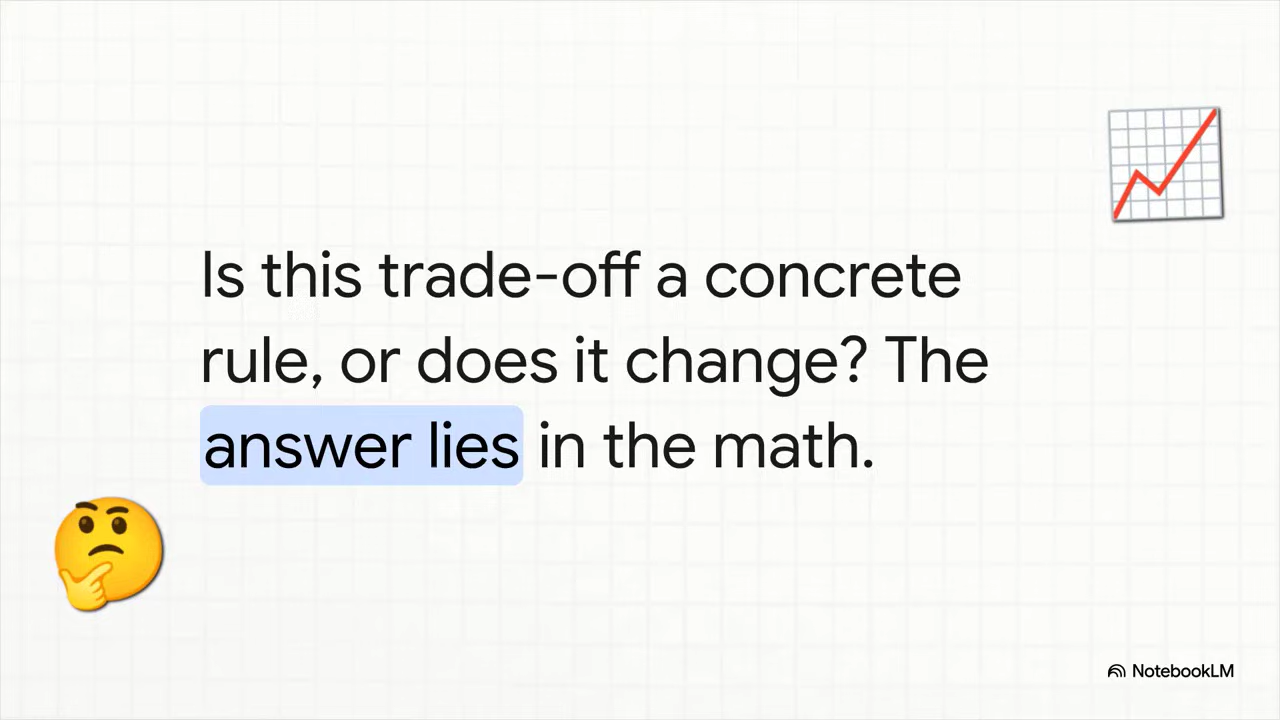 Is this trade-off a concrete
rule, or does it change? The
answer lies in the math.
NotebookLM